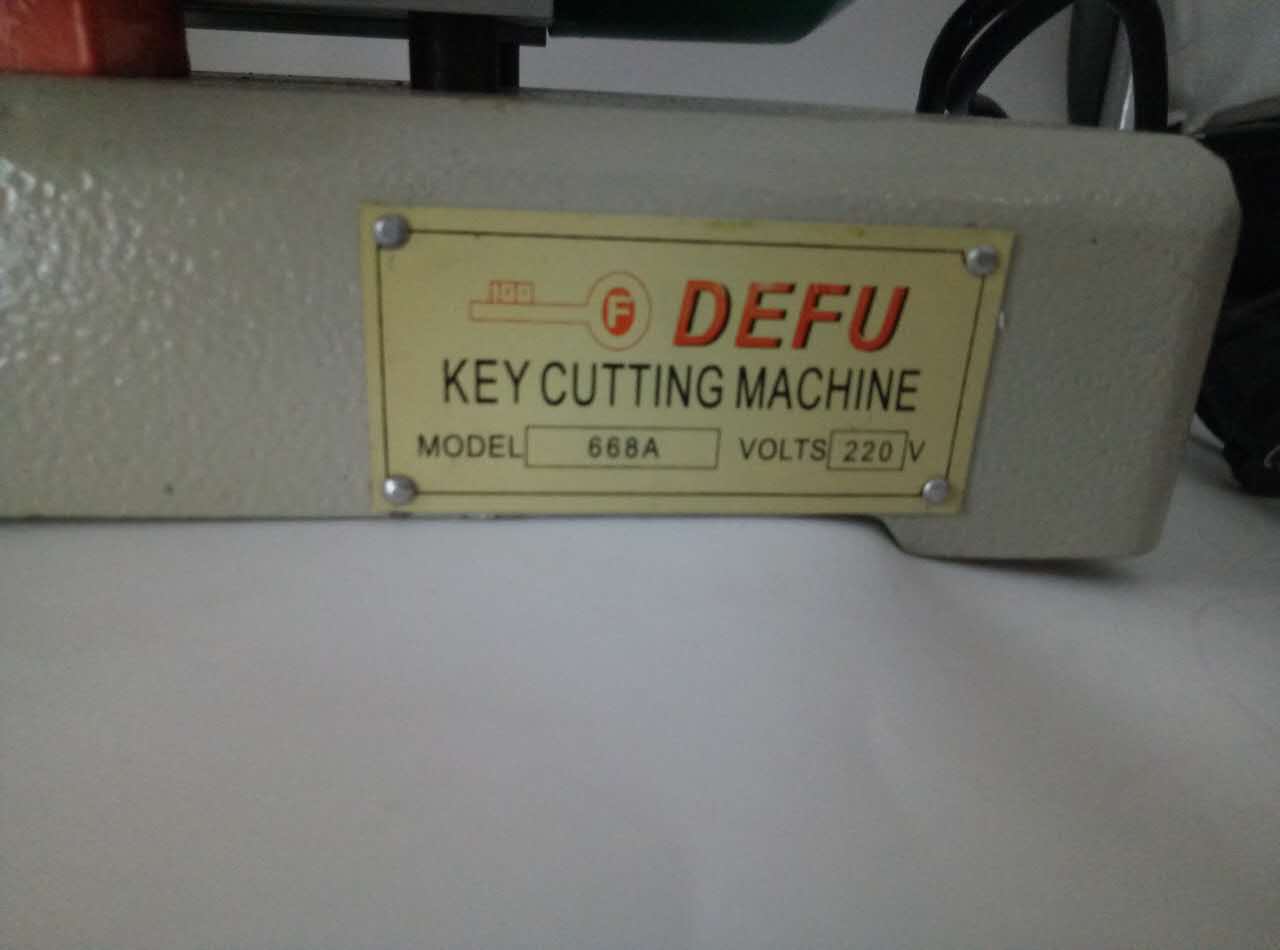 100 F DEFU
KEY CUTTING MACHINE
MODEL 668A VOLTS 220 V